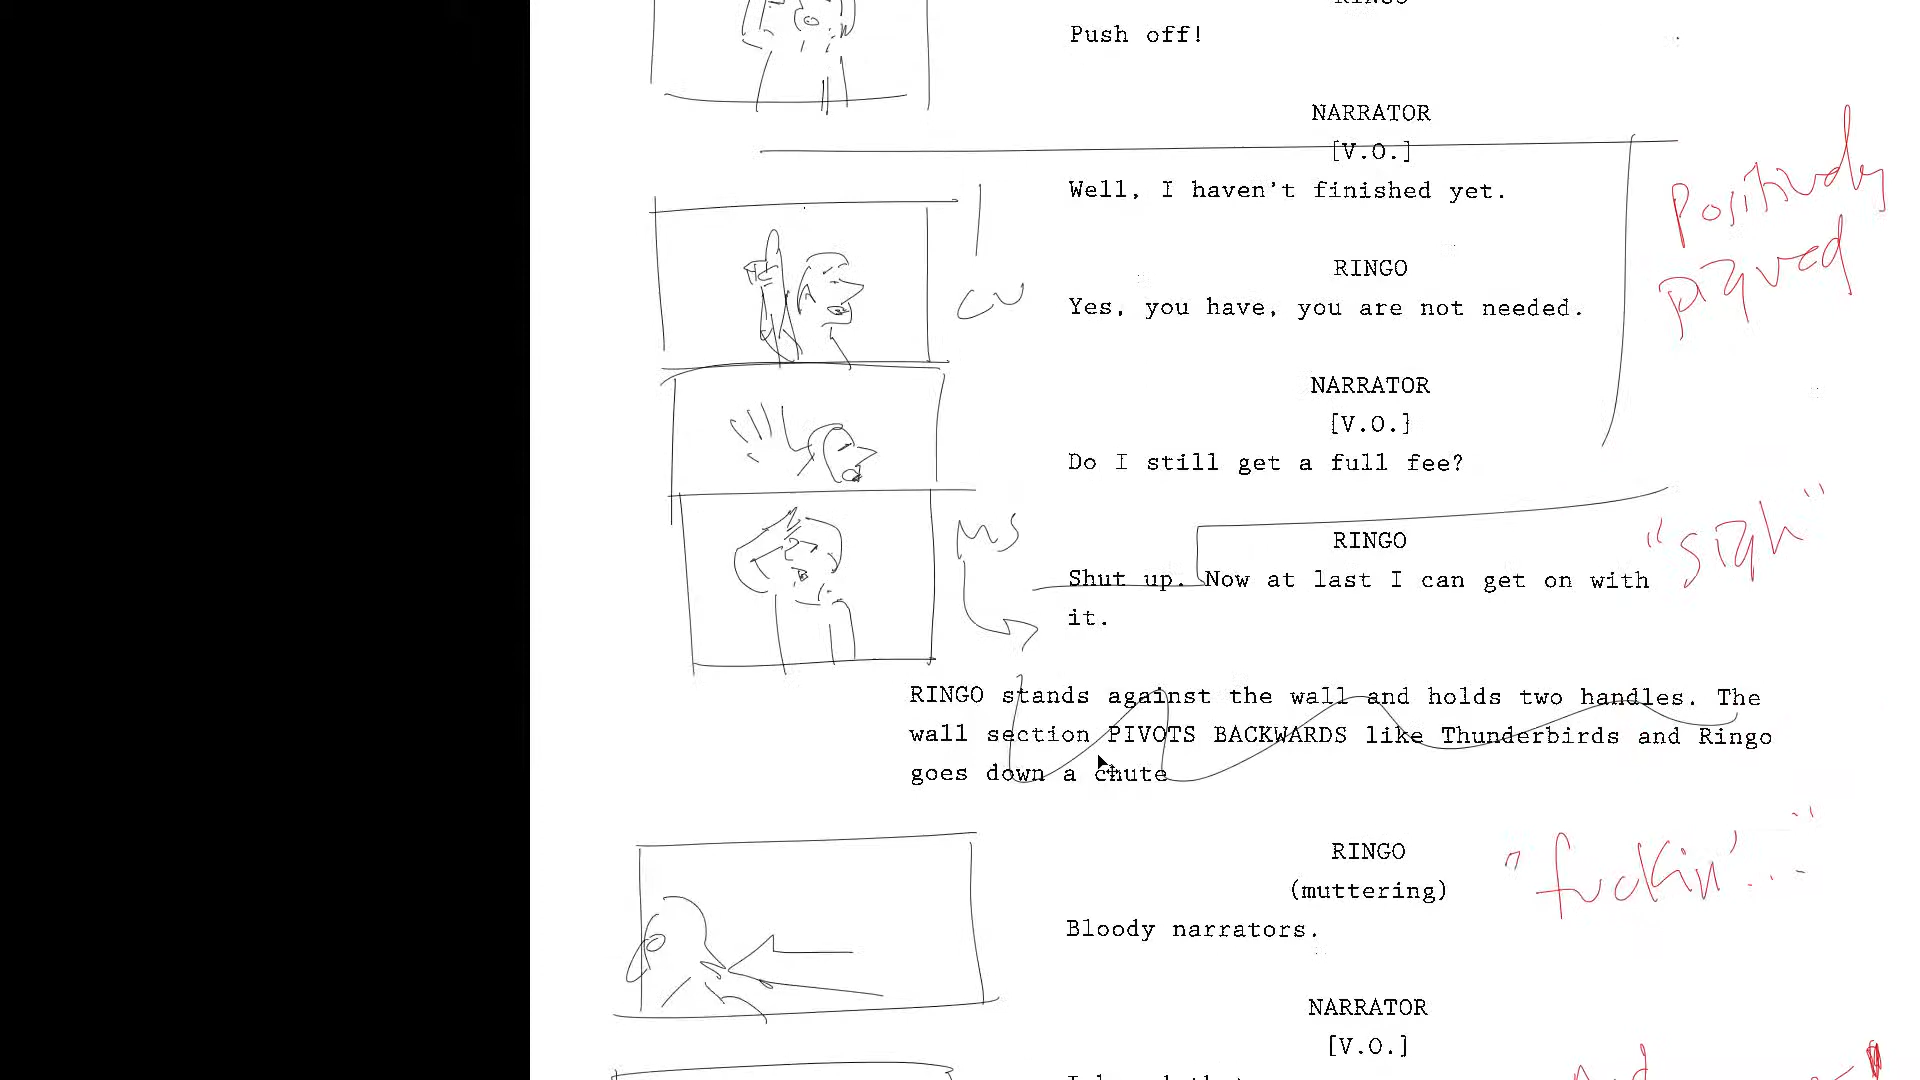 RINGO
Push off!
NARRATOR
[V.O.]
Well, I haven't finished yet.
Positively
piqued
RINGO
CU
Yes, you have, you are not needed.
NARRATOR
[V.O.]
Do I still get a full fee?
MS
RINGO
"sigh"
Shut up. Now at last I can get on with
it.
RINGO stands against the wall and holds two handles. The
wall section PIVOTS BACKWARDS like Thunderbirds and Ringo
goes down a chute
RINGO
(muttering)
"fuckin'..."
Bloody narrators.
NARRATOR
[V.O.]